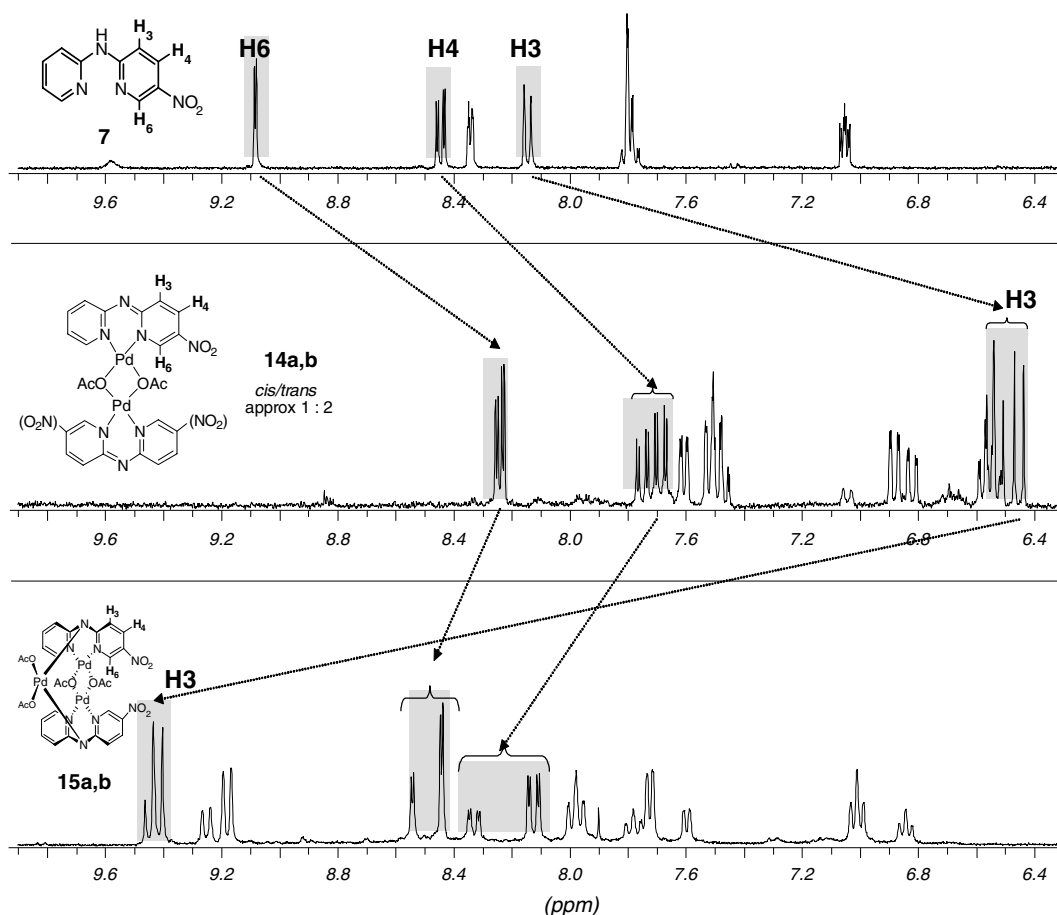 H
N
H3
H4
N
N
NO2
H6
7
H6
H4
H3
9.6
9.2
8.8
8.4
8.0
7.6
7.2
6.8
6.4
H3
N
H4
N
N
NO2
Pd
H6
AcO
OAc
Pd
(O2N)
N
N
(NO2)
N
14a,b
cis/trans
approx 1 : 2
H3
9.6
9.2
8.8
8.4
8.0
7.6
7.2
6.8
6.4
H3
N
H4
N
N
NO2
AcO
Pd
H6
Pd
AcO
OAc
AcO
Pd
NO2
N
N
N
15a,b
H3
9.6
9.2
8.8
8.4
8.0
7.6
7.2
6.8
6.4
(ppm)